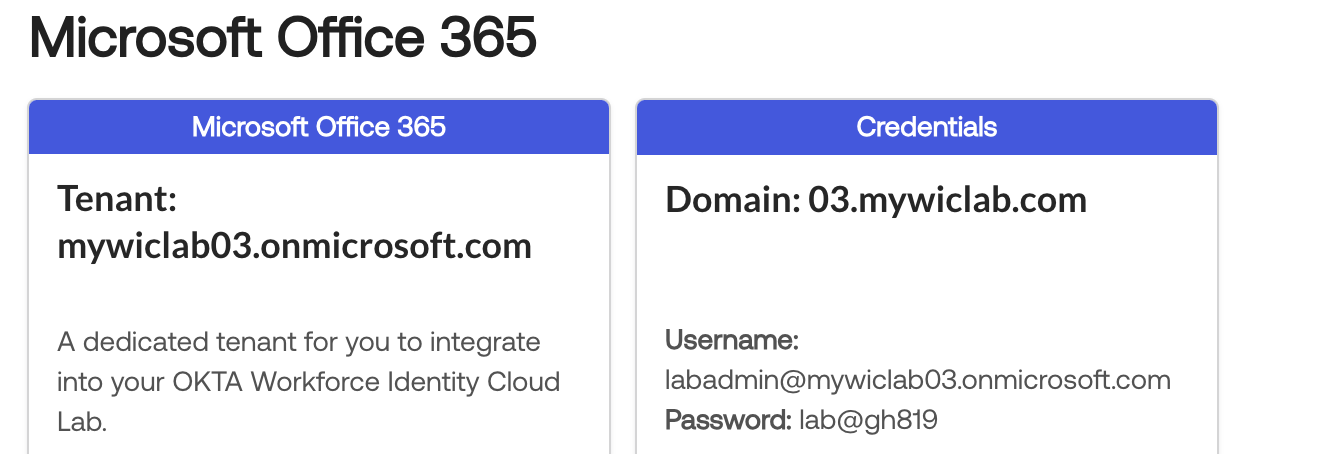 Microsoft Office 365
Microsoft Office 365
Tenant:
mywiclab03.onmicrosoft.com
A dedicated tenant for you to integrate
into your OKTA Workforce Identity Cloud
Lab.
Credentials
Domain: 03.mywiclab.com
Username:
labadmin@mywiclab03.onmicrosoft.com
Password: lab@gh819